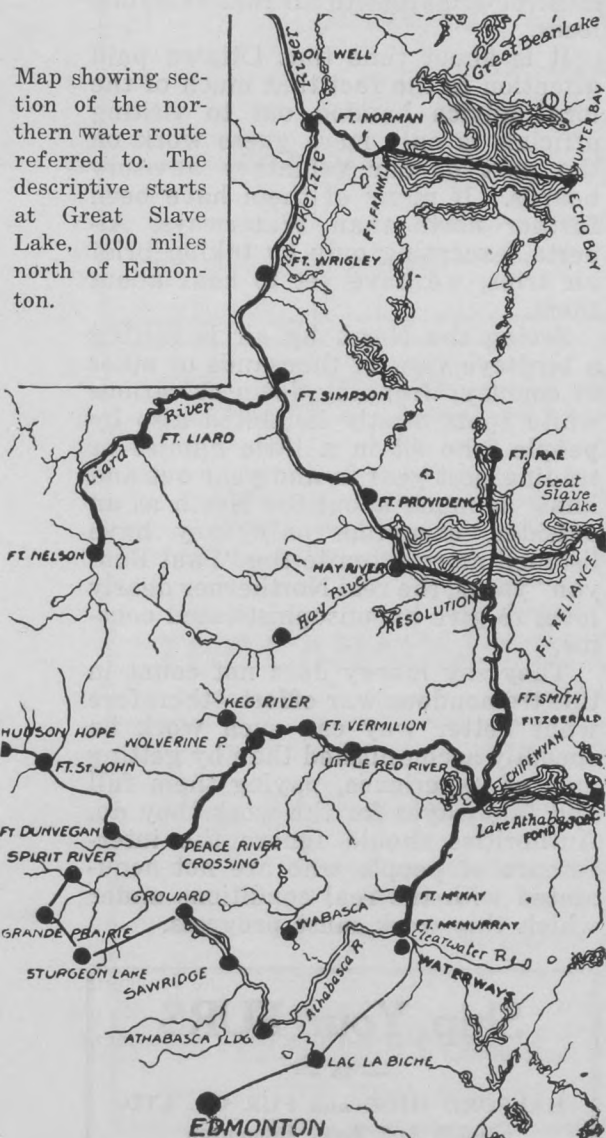 Map showing sec-
tion of the nor-
thern water route
referred to. The
descriptive starts
at Great Slave
Lake, 1000 miles
north of Edmon-
ton.
River
OIL WELL
Great Bear Lake
FT. NORMAN
HUNTER BAY
ECHO BAY
FT. FRANKLIN
Mackenzie
FT. WRIGLEY
FT. SIMPSON
River
Liard
FT. LIARD
FT. RAE
Great
Slave
Lake
FT. PROVIDENCE
FT. NELSON
HAY RIVER
Hay River
RESOLUTION
FT. RELIANCE
FT. SMITH
FITZGERALD
KEG RIVER
HUDSON HOPE
WOLVERINE P.
FT. VERMILION
FT. ST JOHN
LITTLE RED RIVER
FT. CHIPEWYAN
Lake Athabasca
FT DUNVEGAN
PEACE RIVER
CROSSING
SPIRIT RIVER
GROUARD
WABASCA
FT. McKAY
GRANDE PRAIRIE
FT. McMURRAY
Clearwater R
STURGEON LAKE
SAWRIDGE
Athabasca R
WATERWAYS
ATHABASCA LDG.
LAC LA BICHE
EDMONTON